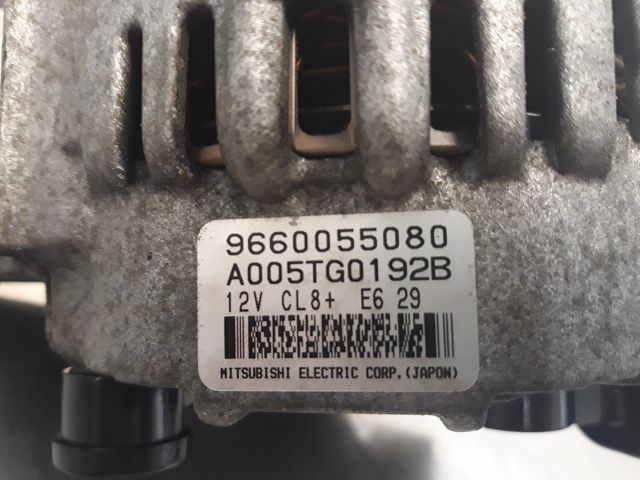 9660055080
A005TG0192B
12V CL8+ E6 29
MITSUBISHI ELECTRIC CORP.(JAPON)